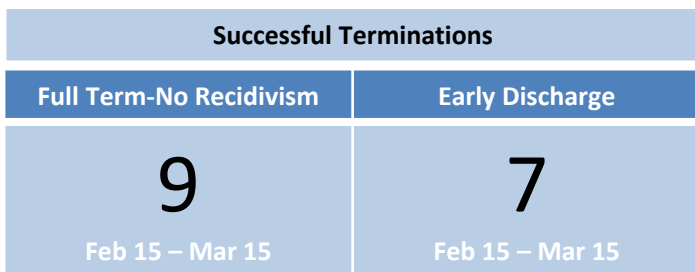 Successful Terminations
Full Term-No Recidivism Early Discharge
9 7
Feb 15 – Mar 15 Feb 15 – Mar 15